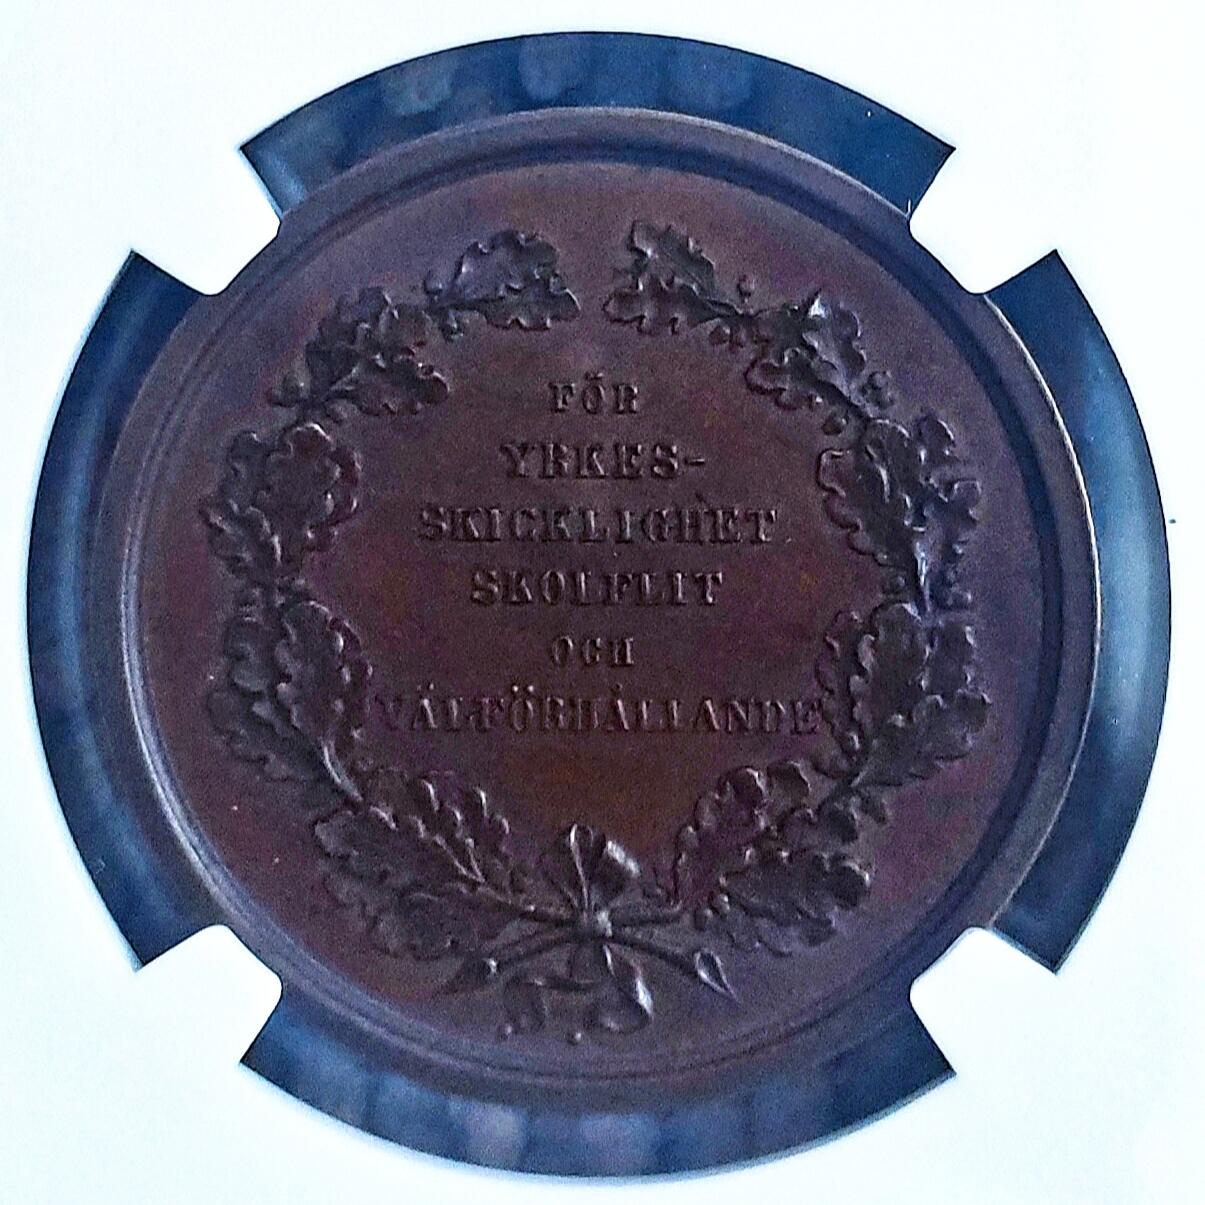 FÖR
YRKES-
SKICKLIGHET
SKOLFLIT
OCH
VÄLFÖRHÅLLANDE